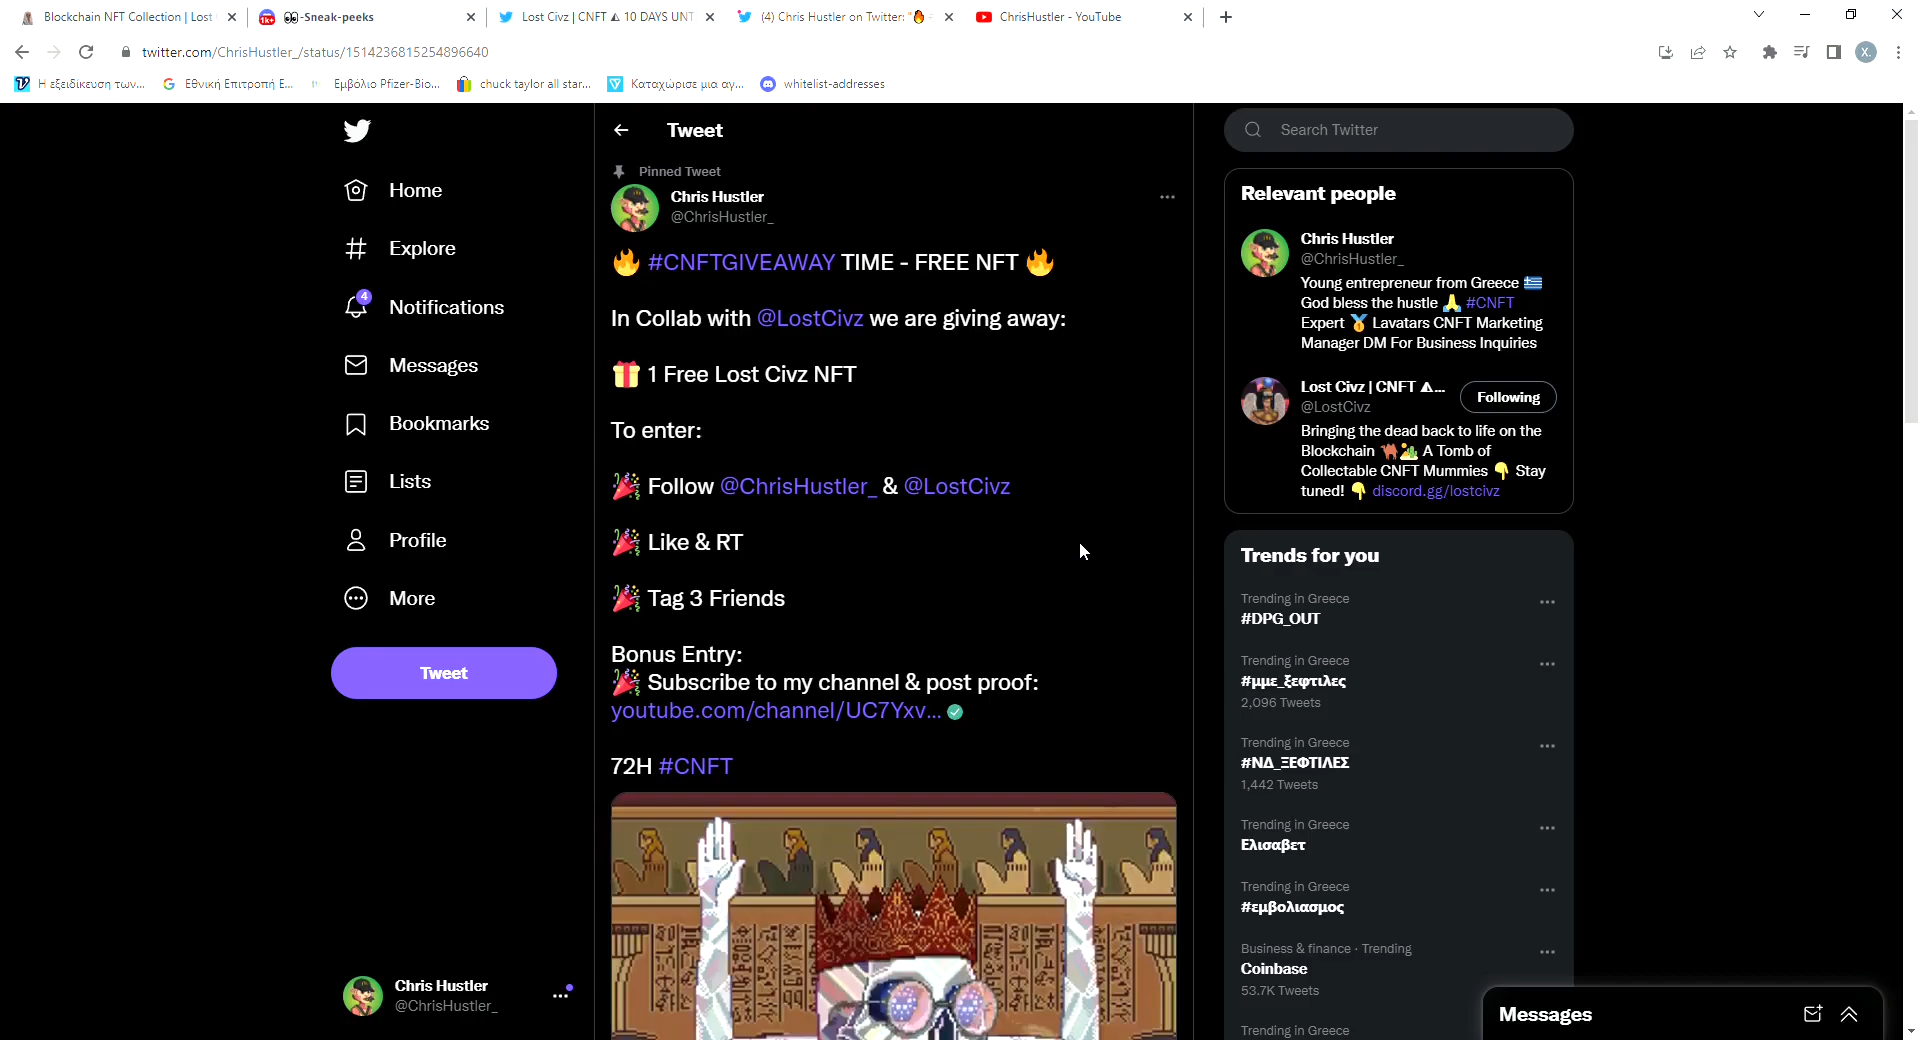 Blockchain NFT Collection | Lost
-Sneak-peeks
Lost Civz | CNFT ◭ 10 DAYS UNT
(4) Chris Hustler on Twitter: "🔥
ChrisHustler - YouTube
twitter.com/ChrisHustler_/status/1514236815254896640
Η εξειδίκευση των...
Εθνική Επιτροπή Ε...
Εμβόλιο Pfizer-Bio...
chuck taylor all star...
Καταχώρισε μια αγ...
whitelist-addresses
X.
Home
Explore
4
Notifications
Messages
Bookmarks
Lists
Profile
More
Tweet
Chris Hustler
@ChrisHustler_
Tweet
Pinned Tweet
Chris Hustler
@ChrisHustler_
🔥 #CNFTGIVEAWAY TIME - FREE NFT 🔥
In Collab with @LostCivz we are giving away:
🎁 1 Free Lost Civz NFT
To enter:
🎉 Follow @ChrisHustler_ & @LostCivz
🎉 Like & RT
🎉 Tag 3 Friends
Bonus Entry:
🎉 Subscribe to my channel & post proof:
youtube.com/channel/UC7Yxv...
72H #CNFT
Search Twitter
Relevant people
Chris Hustler
@ChrisHustler_
Young entrepreneur from Greece 🇬🇷
God bless the hustle 🙏 #CNFT
Expert 🥇 Lavatars CNFT Marketing
Manager DM For Business Inquiries
Lost Civz | CNFT ◭...
@LostCivz
Following
Bringing the dead back to life on the
Blockchain 🐪🏜 A Tomb of
Collectable CNFT Mummies 👇 Stay
tuned! 👇 discord.gg/lostcivz
Trends for you
Trending in Greece
#DPG_OUT
Trending in Greece
#μμε_ξεφτιλες
2,096 Tweets
Trending in Greece
#ΝΔ_ΞΕΦΤΙΛΕΣ
1,442 Tweets
Trending in Greece
Ελισαβετ
Trending in Greece
#εμβολιασμος
Business & finance · Trending
Coinbase
53.7K Tweets
Trending in Greece
Messages